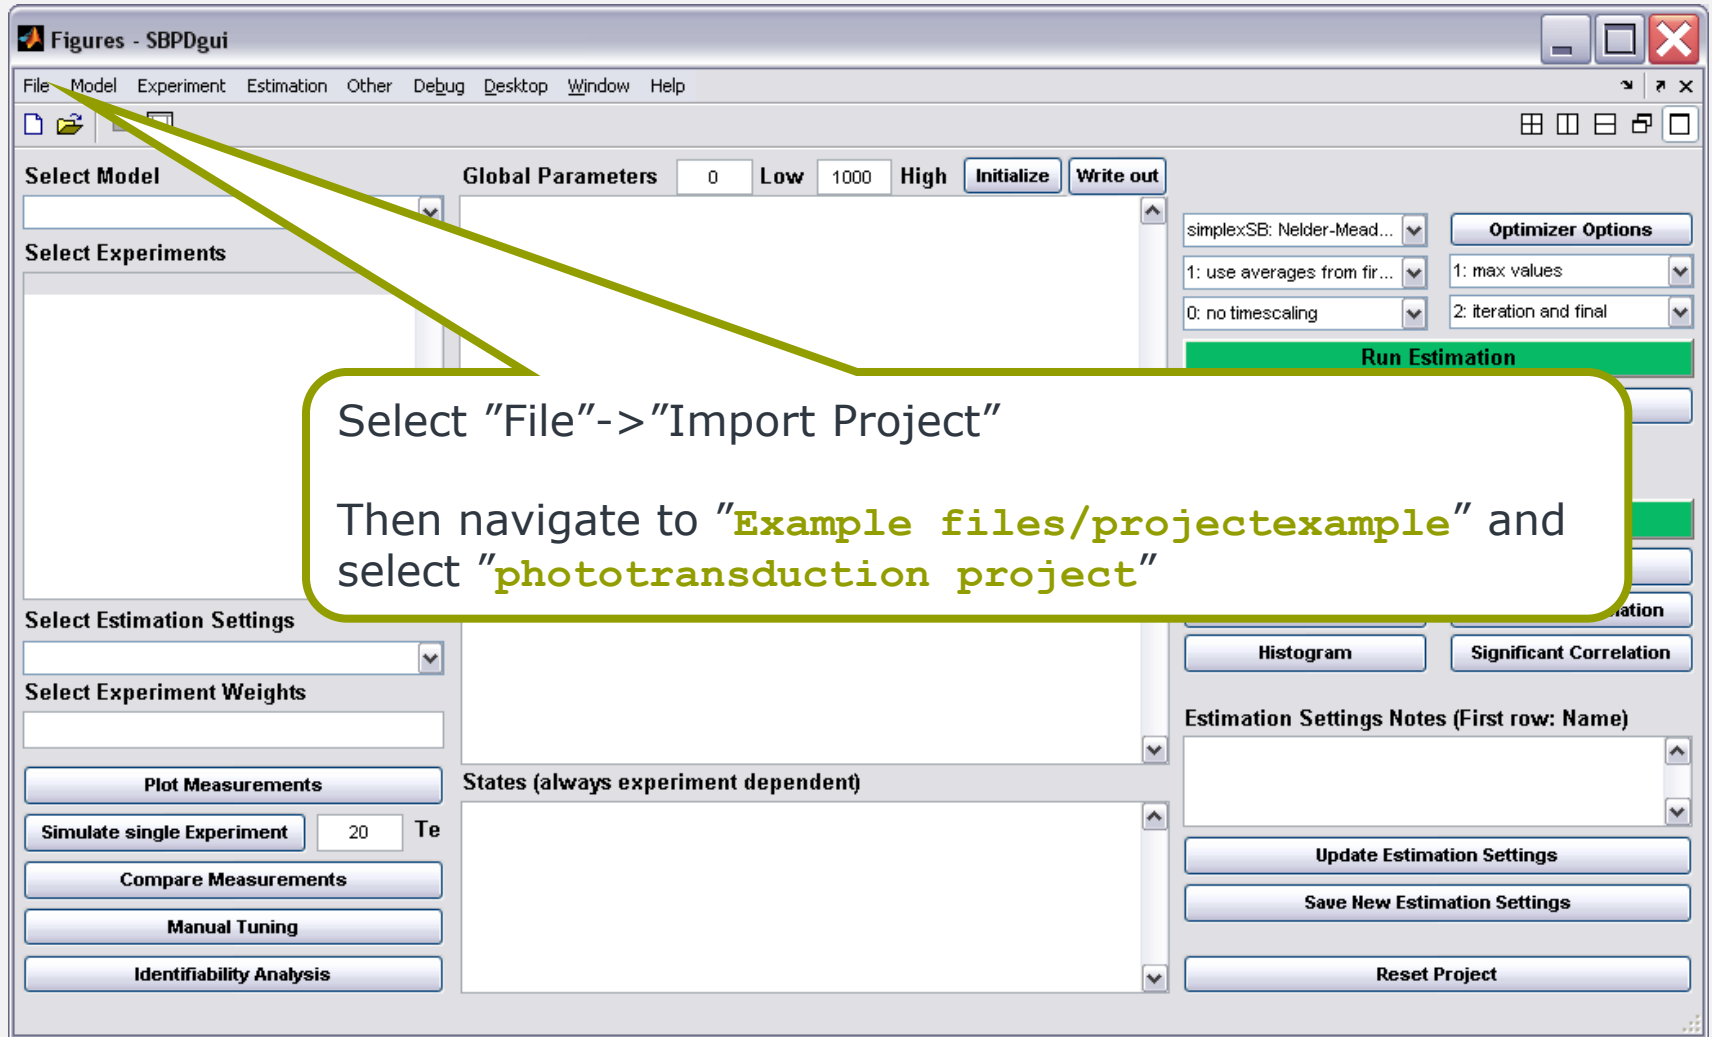 Figures - SBPDgui
File Model Experiment Estimation Other Debug Desktop Window Help
Select Model
Global Parameters 0 Low 1000 High Initialize Write out
simplexSB: Nelder-Mead... Optimizer Options
Select Experiments
1: use averages from fir... 1: max values
0: no timescaling 2: iteration and final
Run Estimation
Select ”File”->”Import Project”
Then navigate to ”Example files/projectexample” and
select ”phototransduction project”
Select Estimation Settings
Histogram Significant Correlation
Select Experiment Weights
Estimation Settings Notes (First row: Name)
Plot Measurements
States (always experiment dependent)
Simulate single Experiment 20 Te
Update Estimation Settings
Compare Measurements
Save New Estimation Settings
Manual Tuning
Identifiability Analysis
Reset Project